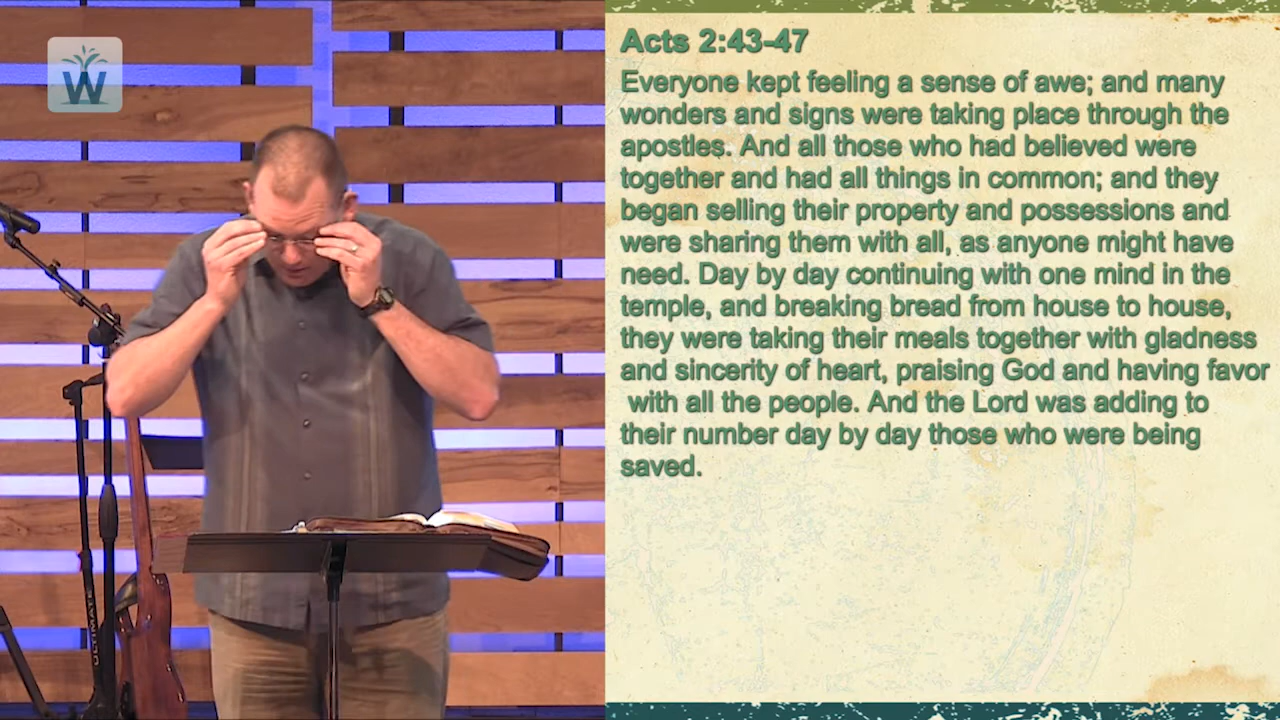 W
Acts 2:43-47
Everyone kept feeling a sense of awe; and many
wonders and signs were taking place through the
apostles. And all those who had believed were
together and had all things in common; and they
began selling their property and possessions and
were sharing them with all, as anyone might have
need. Day by day continuing with one mind in the
temple, and breaking bread from house to house,
they were taking their meals together with gladness
and sincerity of heart, praising God and having favor
with all the people. And the Lord was adding to
their number day by day those who were being
saved.
ULTIMATE